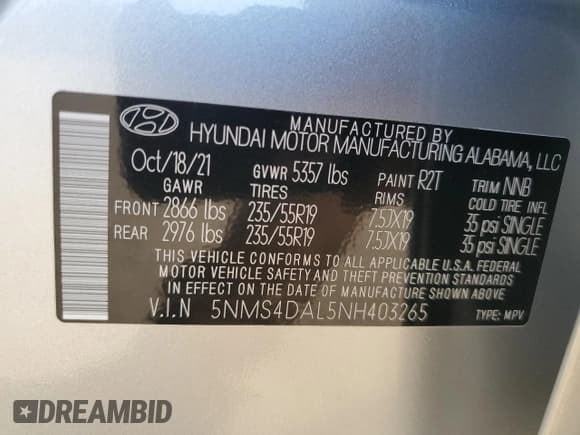 MANUFACTURED BY
HYUNDAI MOTOR MANUFACTURING ALABAMA, LLC
Oct/18/21 GVWR 5357 lbs PAINT R2T TRIM NNB
GAWR TIRES RIMS COLD TIRE INFL
FRONT 2866 lbs 235/55R19 7.5JX19 35 psi SINGLE
REAR 2976 lbs 235/55R19 7.5JX19 35 psi SINGLE
THIS VEHICLE CONFORMS TO ALL APPLICABLE U.S.A. FEDERAL
MOTOR VEHICLE SAFETY AND THEFT PREVENTION STANDARDS
IN EFFECT ON THE DATE OF MANUFACTURE SHOWN ABOVE.
V.I.N 5NMS4DAL5NH403265 TYPE: MPV
DREAMBID